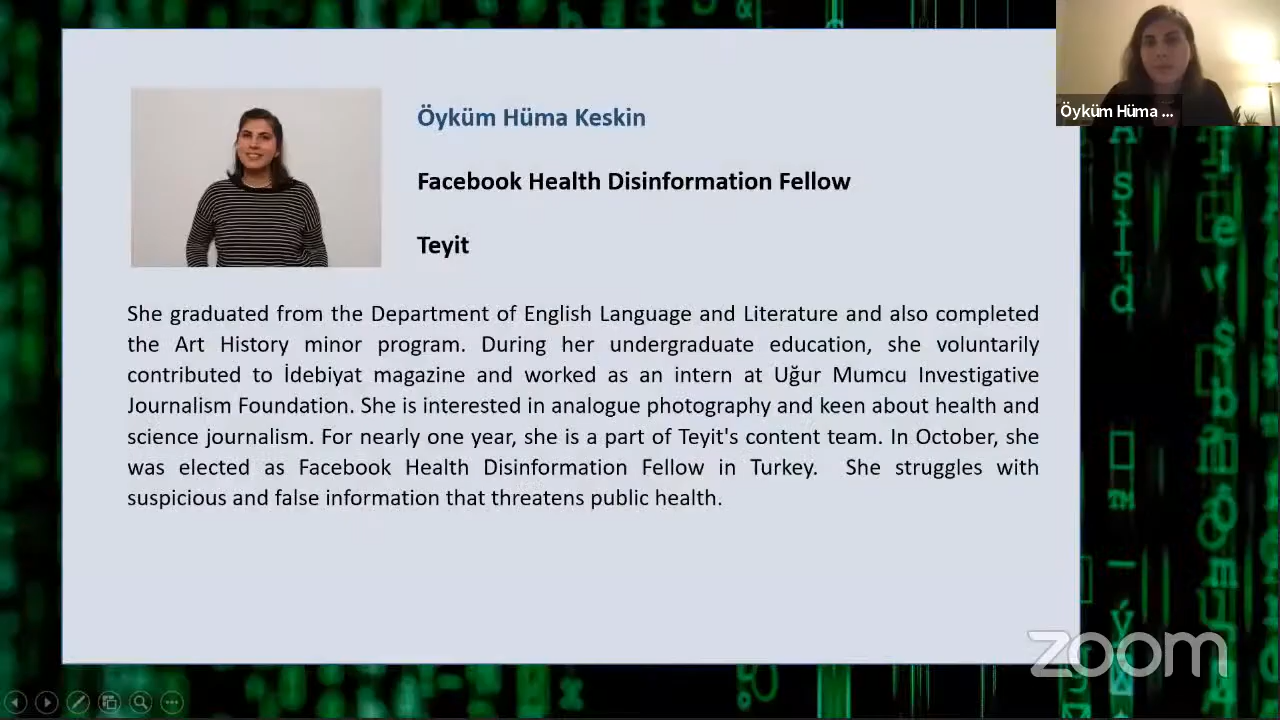 Öyküm Hüma Keskin
Facebook Health Disinformation Fellow
Teyit
She graduated from the Department of English Language and Literature and also completed
the Art History minor program. During her undergraduate education, she voluntarily
contributed to İdebiyat magazine and worked as an intern at Uğur Mumcu Investigative
Journalism Foundation. She is interested in analogue photography and keen about health and
science journalism. For nearly one year, she is a part of Teyit's content team. In October, she
was elected as Facebook Health Disinformation Fellow in Turkey.  She struggles with
suspicious and false information that threatens public health.
Öyküm Hüma ...
zoom